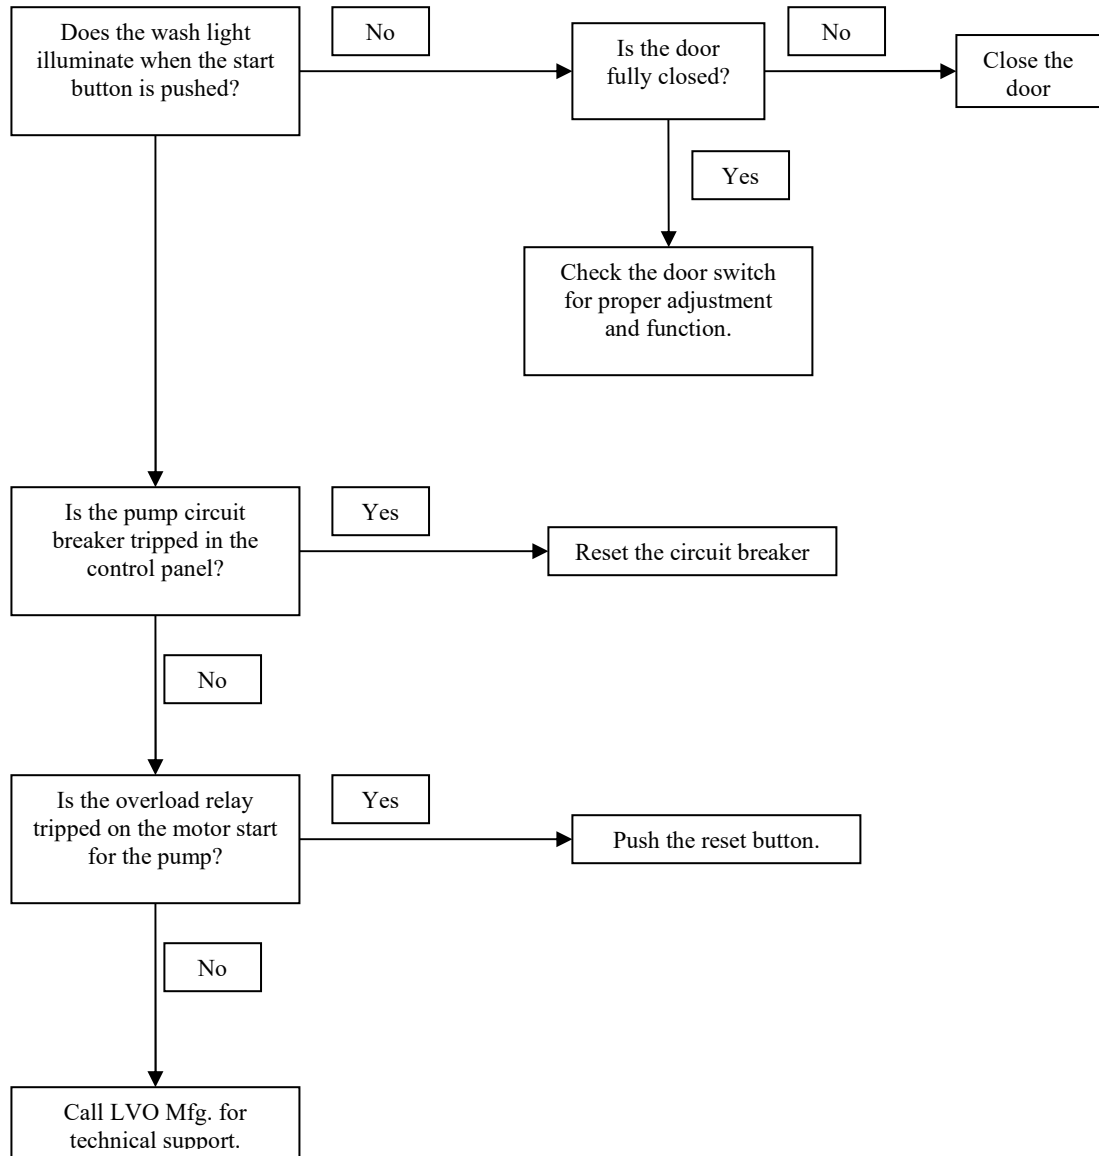 Does the wash light
illuminate when the start
button is pushed?
No
Is the door
fully closed?
No
Close the
door
Yes
Check the door switch
for proper adjustment
and function.
Is the pump circuit
breaker tripped in the
control panel?
Yes
Reset the circuit breaker
No
Is the overload relay
tripped on the motor start
for the pump?
Yes
Push the reset button.
No
Call LVO Mfg. for
technical support.